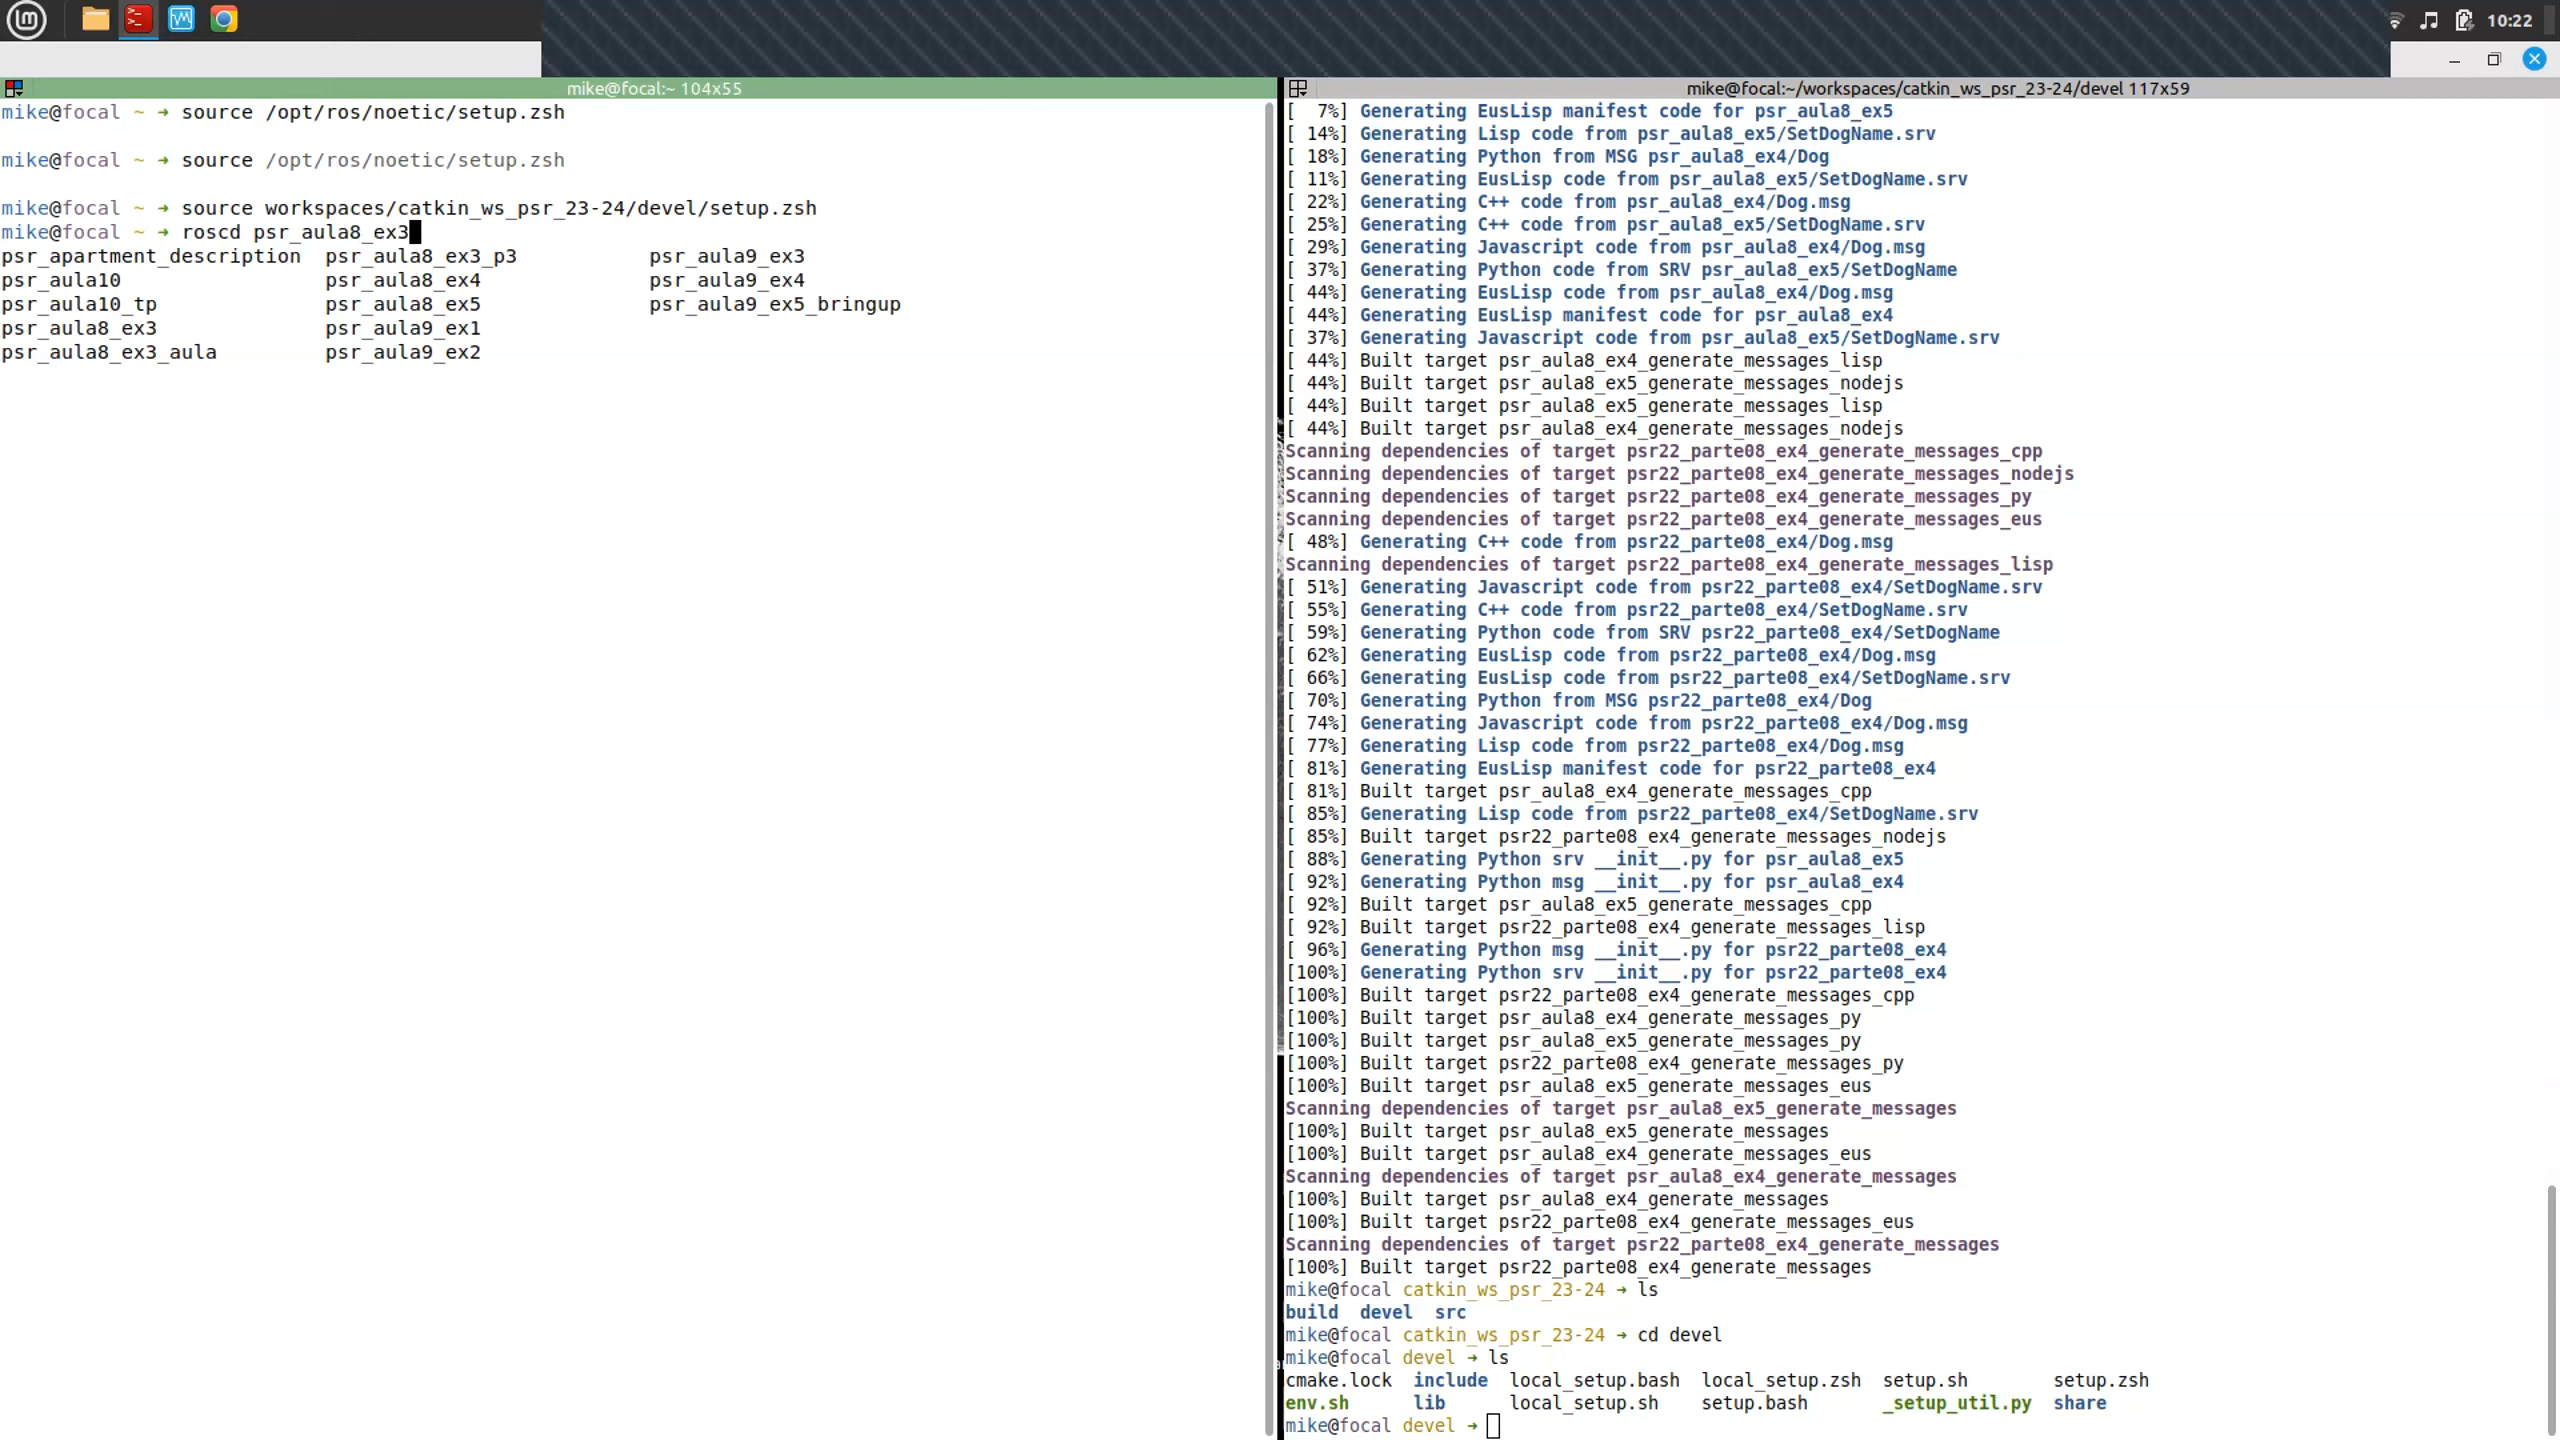 10:22
mike@focal:~ 104x55
mike@focal ~ ➜ source /opt/ros/noetic/setup.zsh
mike@focal ~ ➜ source /opt/ros/noetic/setup.zsh
mike@focal ~ ➜ source workspaces/catkin_ws_psr_23-24/devel/setup.zsh
mike@focal ~ ➜ roscd psr_aula8_ex3
psr_apartment_description psr_aula8_ex3_p3 psr_aula9_ex3
psr_aula10 psr_aula8_ex4 psr_aula9_ex4
psr_aula10_tp psr_aula8_ex5 psr_aula9_ex5_bringup
psr_aula8_ex3 psr_aula9_ex1
psr_aula8_ex3_aula psr_aula9_ex2
mike@focal:~/workspaces/catkin_ws_psr_23-24/devel 117x59
[  7%] Generating EusLisp manifest code for psr_aula8_ex5
[ 14%] Generating Lisp code from psr_aula8_ex5/SetDogName.srv
[ 18%] Generating Python from MSG psr_aula8_ex4/Dog
[ 11%] Generating EusLisp code from psr_aula8_ex5/SetDogName.srv
[ 22%] Generating C++ code from psr_aula8_ex4/Dog.msg
[ 25%] Generating C++ code from psr_aula8_ex5/SetDogName.srv
[ 29%] Generating Javascript code from psr_aula8_ex4/Dog.msg
[ 37%] Generating Python code from SRV psr_aula8_ex5/SetDogName
[ 44%] Generating EusLisp code from psr_aula8_ex4/Dog.msg
[ 44%] Generating EusLisp manifest code for psr_aula8_ex4
[ 37%] Generating Javascript code from psr_aula8_ex5/SetDogName.srv
[ 44%] Built target psr_aula8_ex4_generate_messages_lisp
[ 44%] Built target psr_aula8_ex5_generate_messages_nodejs
[ 44%] Built target psr_aula8_ex5_generate_messages_lisp
[ 44%] Built target psr_aula8_ex4_generate_messages_nodejs
Scanning dependencies of target psr22_parte08_ex4_generate_messages_cpp
Scanning dependencies of target psr22_parte08_ex4_generate_messages_nodejs
Scanning dependencies of target psr22_parte08_ex4_generate_messages_py
Scanning dependencies of target psr22_parte08_ex4_generate_messages_eus
[ 48%] Generating C++ code from psr22_parte08_ex4/Dog.msg
Scanning dependencies of target psr22_parte08_ex4_generate_messages_lisp
[ 51%] Generating Javascript code from psr22_parte08_ex4/SetDogName.srv
[ 55%] Generating C++ code from psr22_parte08_ex4/SetDogName.srv
[ 59%] Generating Python code from SRV psr22_parte08_ex4/SetDogName
[ 62%] Generating EusLisp code from psr22_parte08_ex4/Dog.msg
[ 66%] Generating EusLisp code from psr22_parte08_ex4/SetDogName.srv
[ 70%] Generating Python from MSG psr22_parte08_ex4/Dog
[ 74%] Generating Javascript code from psr22_parte08_ex4/Dog.msg
[ 77%] Generating Lisp code from psr22_parte08_ex4/Dog.msg
[ 81%] Generating EusLisp manifest code for psr22_parte08_ex4
[ 81%] Built target psr_aula8_ex4_generate_messages_cpp
[ 85%] Generating Lisp code from psr22_parte08_ex4/SetDogName.srv
[ 85%] Built target psr22_parte08_ex4_generate_messages_nodejs
[ 88%] Generating Python srv __init__.py for psr_aula8_ex5
[ 92%] Generating Python msg __init__.py for psr_aula8_ex4
[ 92%] Built target psr_aula8_ex5_generate_messages_cpp
[ 92%] Built target psr22_parte08_ex4_generate_messages_lisp
[ 96%] Generating Python msg __init__.py for psr22_parte08_ex4
[100%] Generating Python srv __init__.py for psr22_parte08_ex4
[100%] Built target psr22_parte08_ex4_generate_messages_cpp
[100%] Built target psr_aula8_ex4_generate_messages_py
[100%] Built target psr_aula8_ex5_generate_messages_py
[100%] Built target psr22_parte08_ex4_generate_messages_py
[100%] Built target psr_aula8_ex5_generate_messages_eus
Scanning dependencies of target psr_aula8_ex5_generate_messages
[100%] Built target psr_aula8_ex5_generate_messages
[100%] Built target psr_aula8_ex4_generate_messages_eus
Scanning dependencies of target psr_aula8_ex4_generate_messages
[100%] Built target psr_aula8_ex4_generate_messages
[100%] Built target psr22_parte08_ex4_generate_messages_eus
Scanning dependencies of target psr22_parte08_ex4_generate_messages
[100%] Built target psr22_parte08_ex4_generate_messages
mike@focal catkin_ws_psr_23-24 ➜ ls
build devel src
mike@focal catkin_ws_psr_23-24 ➜ cd devel
mike@focal devel ➜ ls
cmake.lock include local_setup.bash local_setup.zsh setup.sh setup.zsh
env.sh lib local_setup.sh setup.bash _setup_util.py share
mike@focal devel ➜